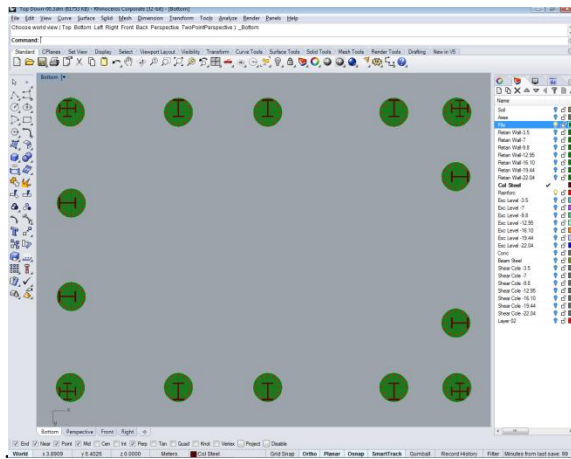 Top Down-00.3dm (81753 KB) - Rhinoceros Corporate (32-bit) - [Bottom]
File Edit View Curve Surface Solid Mesh Dimension Transform Tools Analyze Render Panels Help
Choose world view ( Top Bottom Left Right Front Back Perspective TwoPointPerspective ): _Bottom
Command:
Standard CPlanes Set View Display Select Viewport Layout Visibility Transform Curve Tools Surface Tools Solid Tools Mesh Tools Render Tools Drafting New in V5
Bottom
Name
Soil
Area
Pile
Retain Wall-3.5
Retain Wall-7
Retain Wall-9.8
Retain Wall-12.95
Retain Wall-16.10
Retain Wall-19.44
Retain Wall-22.04
Col Steel
Rainforc
Exc Level -3.5
Exc Level -7
Exc Level -9.8
Exc Level -12.95
Exc Level -16.10
Exc Level -19.44
Exc Level -22.04
Conc
Beam Steel
Shear Cole -3.5
Shear Cole -7
Shear Cole -9.8
Shear Cole -12.95
Shear Cole -16.10
Shear Cole -19.44
Shear Cole -22.04
Layer 02
x
y
Bottom Perspective Front Right
End Near Point Mid Cen Int Perp Tan Quad Knot Vertex Project Disable
World x 3.8909 y 5.4028 z 0.0000 Meters Col Steel Grid Snap Ortho Planar Osnap SmartTrack Gumball Record History Filter Minutes from last save: 99